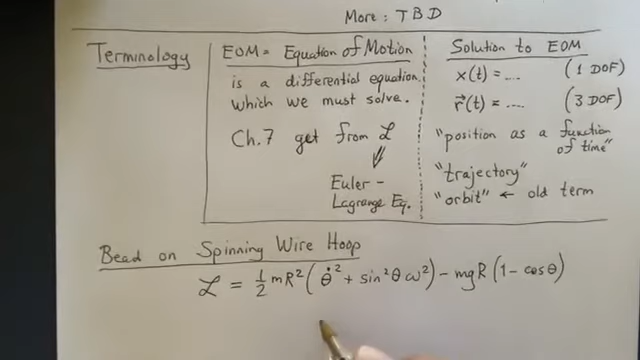 More: TBD
Terminology
EOM = Equation of Motion
is a differential equation
which we must solve.
Ch.7 get from ℒ
⇓
Euler-
Lagrange Eq.
Solution to EOM
x(t) = .... (1 DOF)
r⃗(t) = .... (3 DOF)
"position as a function
of time"
"trajectory"
"orbit" ← old term
Bead on Spinning Wire Hoop
ℒ = ½ mR² (θ̇² + sin²θ ω²) − mgR (1 − cosθ)